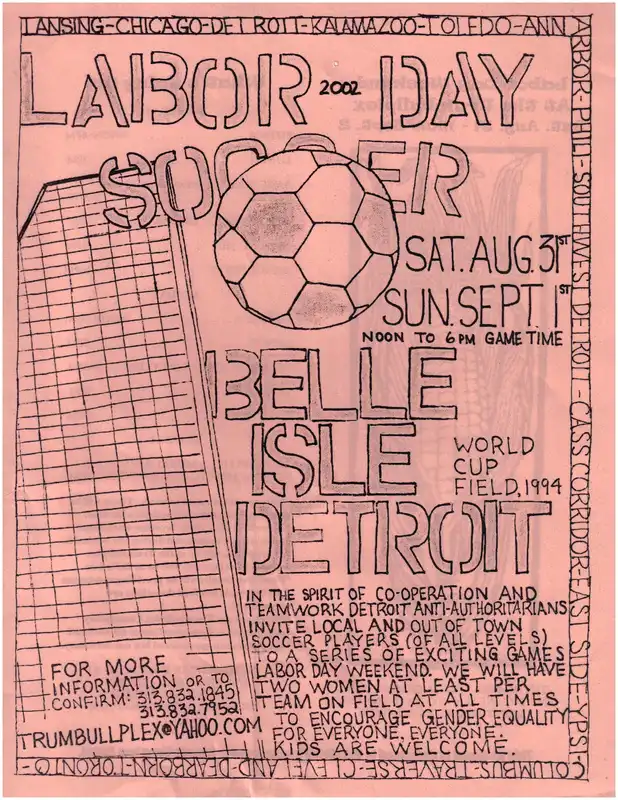 LANSING-CHICAGO-DETROIT-KALAMAZOO-TOLEDO-ANN
ARBOR-PHILI-SOUTHWEST DETROIT-CASS CORRIDOR-EAST SIDE-YPSI-
COLUMBUS-TRAVERSE-CLEVELAND-DEARBORN-TORONTO-
LABOR 2002 DAY
SOCCER
SAT. AUG. 31ST
SUN. SEPT. 1ST
NOON TO 6PM GAME TIME
BELLE
ISLE
DETROIT
WORLD
CUP
FIELD, 1994
IN THE SPIRIT OF CO-OPERATION AND
TEAMWORK DETROIT ANTI-AUTHORITARIANS
INVITE LOCAL AND OUT OF TOWN
SOCCER PLAYERS (OF ALL LEVELS)
TO A SERIES OF EXCITING GAMES
LABOR DAY WEEKEND. WE WILL HAVE
TWO WOMEN AT LEAST PER
TEAM ON FIELD AT ALL TIMES
TO ENCOURAGE GENDER EQUALITY
FOR EVERYONE. EVERYONE.
KIDS ARE WELCOME.
FOR MORE
INFORMATION OR TO
CONFIRM: 313.832.1845
313.832.7952
TRUMBULLPLEX@YAHOO.COM